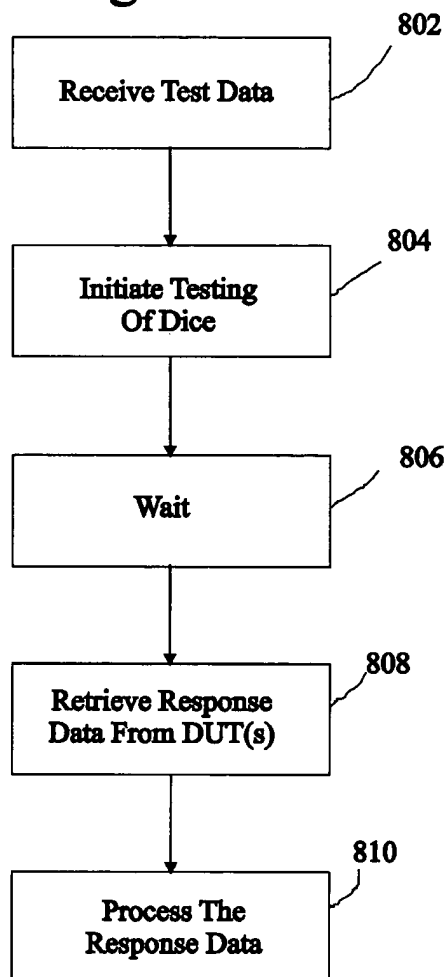 802
Receive Test Data
804
Initiate Testing
Of Dice
806
Wait
808
Retrieve Response
Data From DUT(s)
810
Process The
Response Data